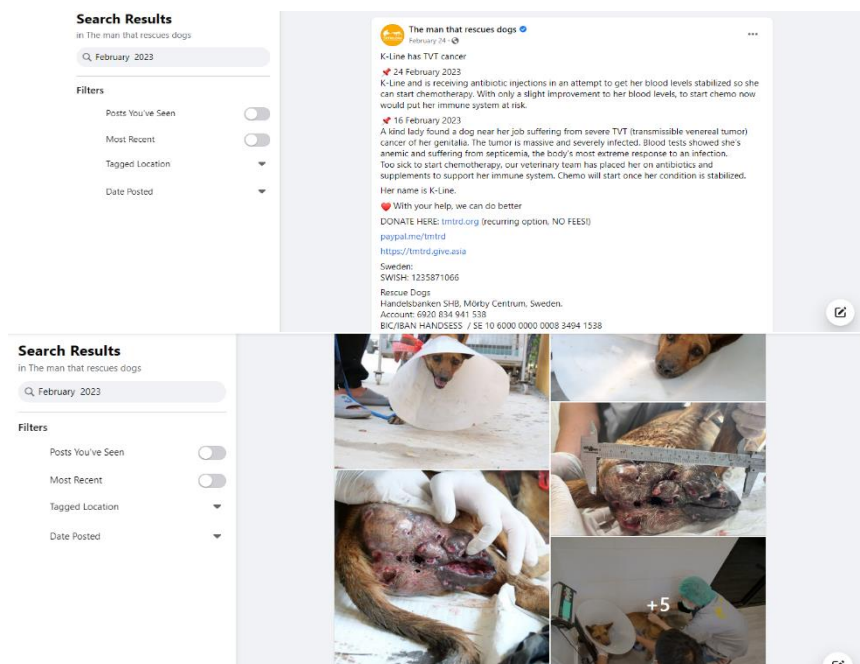 Search Results
in The man that rescues dogs
February 2023
Filters
Posts You've Seen
Most Recent
Tagged Location
Date Posted
The man that rescues dogs
February 24 ·
K-Line has TVT cancer
📌 24 February 2023
K-Line and is receiving antibiotic injections in an attempt to get her blood levels stabilized so she
can start chemotherapy. With only a slight improvement to her blood levels, to start chemo now
would put her immune system at risk.
📌 16 February 2023
A kind lady found a dog near her job suffering from severe TVT (transmissible venereal tumor)
cancer of her genitalia. The tumor is massive and severely infected. Blood tests showed she's
anemic and suffering from septicemia, the body's most extreme response to an infection.
Too sick to start chemotherapy, our veterinary team has placed her on antibiotics and
supplements to support her immune system. Chemo will start once her condition is stabilized.
Her name is K-Line.
❤️ With your help, we can do better
DONATE HERE: tmtrd.org (recurring option, NO FEES!)
paypal.me/tmtrd
https://tmtrd.give.asia
Sweden:
SWISH: 1235871066
Rescue Dogs
Handelsbanken SHB, Mörby Centrum, Sweden.
Account: 6920 834 941 538
BIC/IBAN HANDSESS / SE 10 6000 0000 0008 3494 1538
Search Results
in The man that rescues dogs
February 2023
Filters
Posts You've Seen
Most Recent
Tagged Location
Date Posted
+5